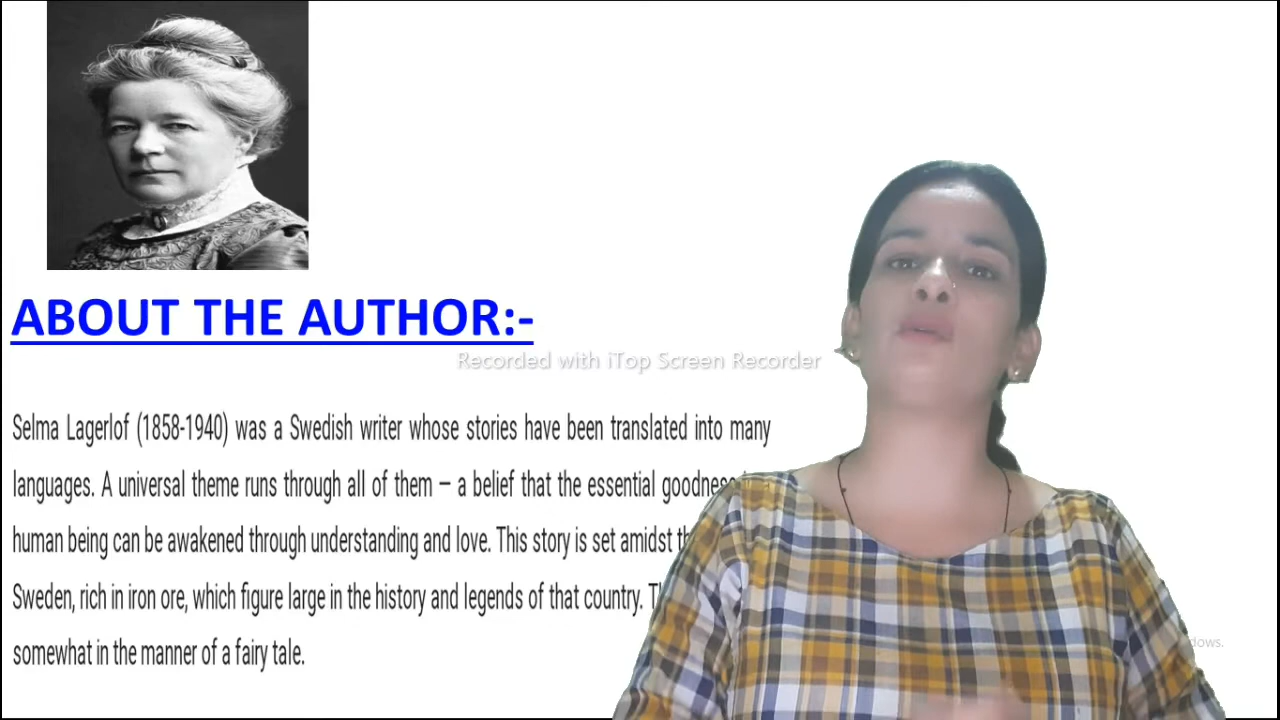 ABOUT THE AUTHOR:-
Recorded with iTop Screen Recorder
Selma Lagerlof (1858-1940) was a Swedish writer whose stories have been translated into many
languages. A universal theme runs through all of them – a belief that the essential goodness
human being can be awakened through understanding and love. This story is set amidst
Sweden, rich in iron ore, which figure large in the history and legends of that country.
somewhat in the manner of a fairy tale.